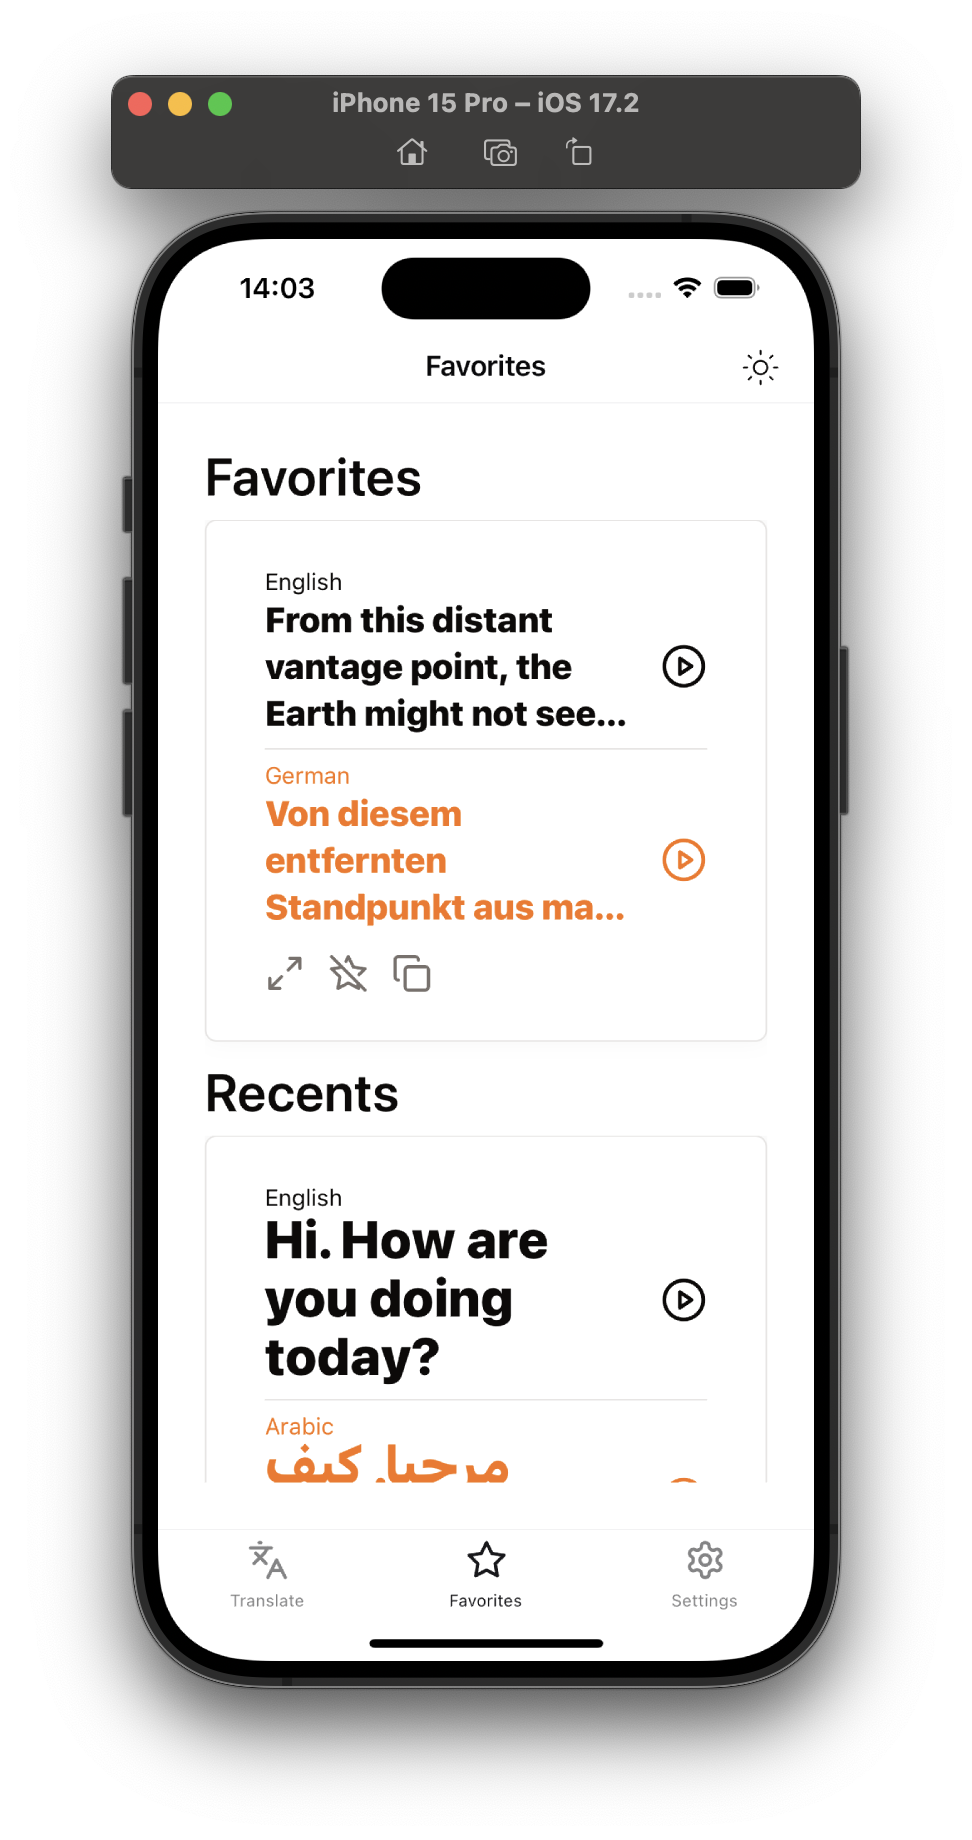 iPhone 15 Pro – iOS 17.2
14:03
Favorites
Favorites
English
From this distant
vantage point, the
Earth might not see...
German
Von diesem
entfernten
Standpunkt aus ma...
Recents
English
Hi. How are
you doing
today?
Arabic
مرحبا. كيف
Translate
Favorites
Settings